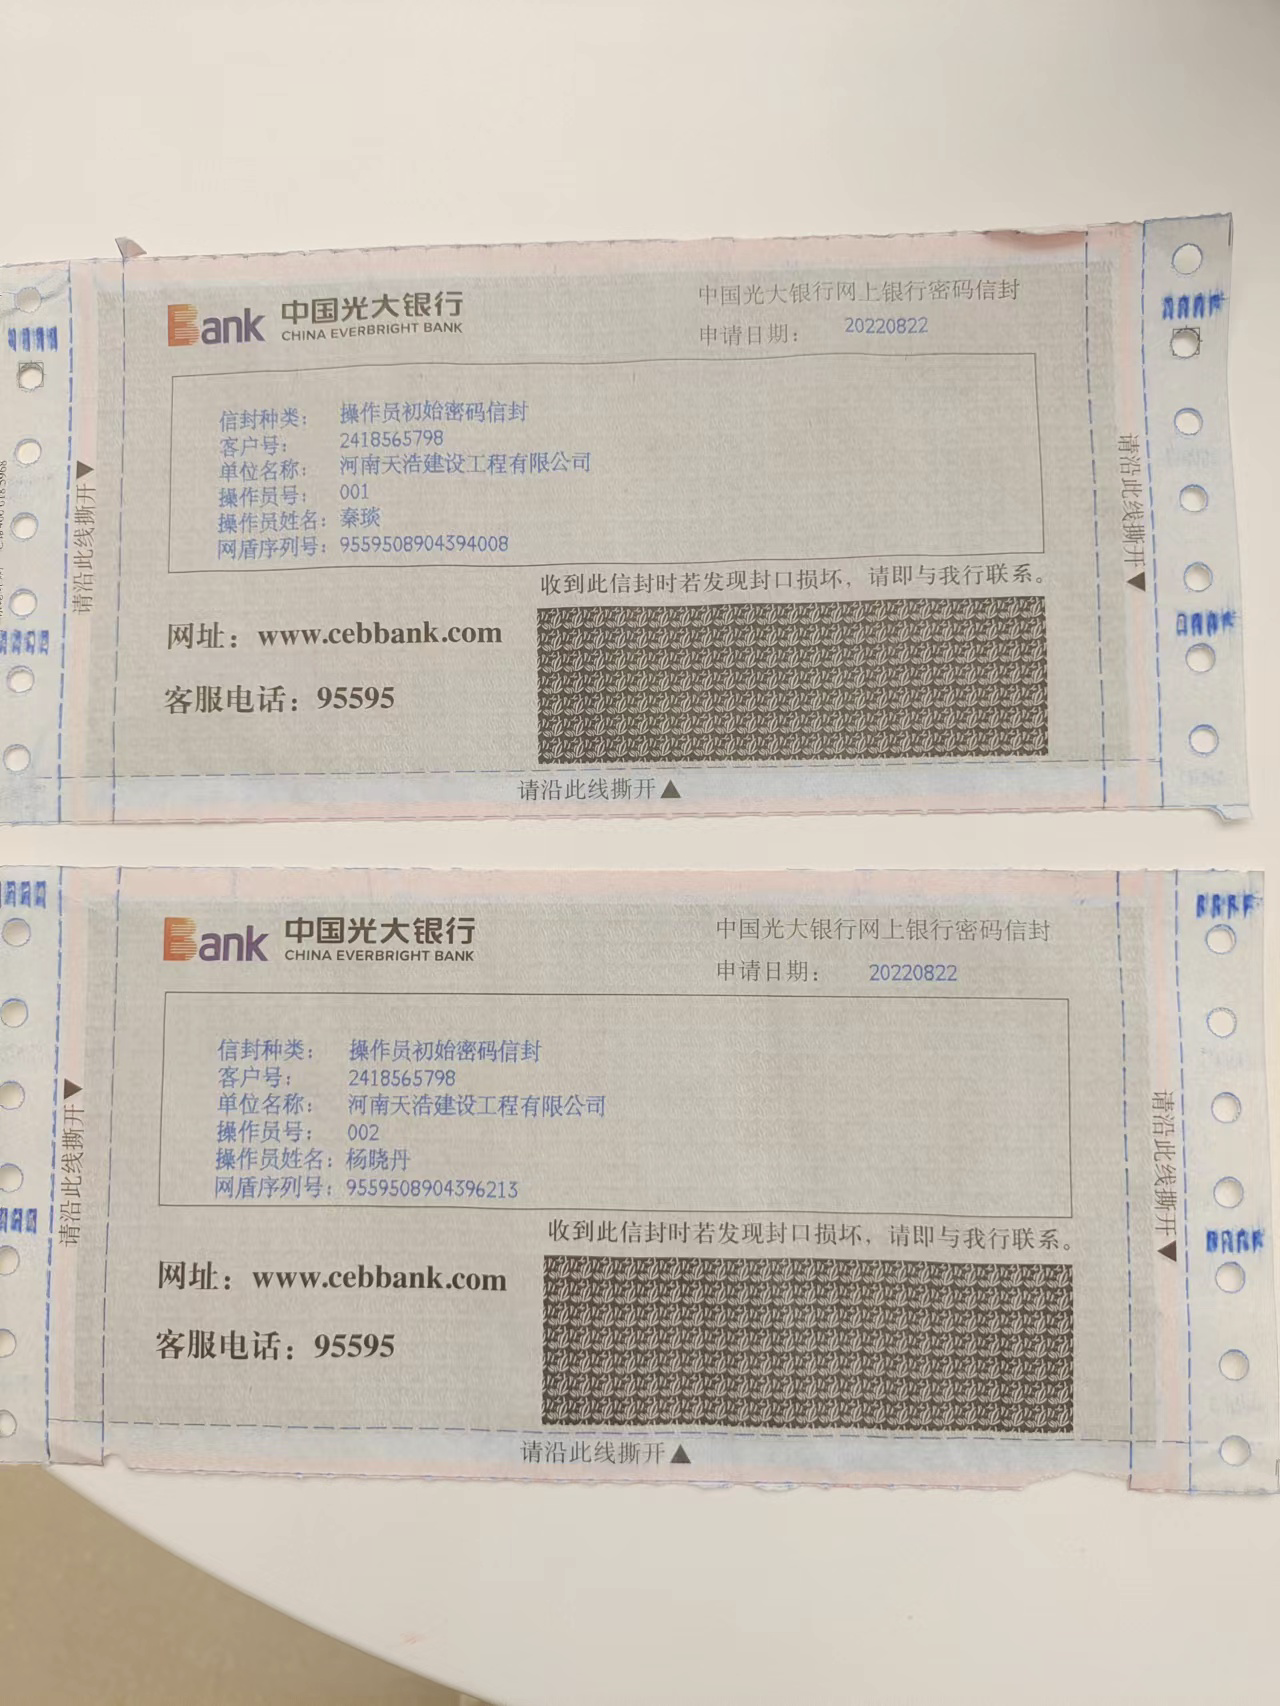 Bank 中国光大银行
CHINA EVERBRIGHT BANK
中国光大银行网上银行密码信封
申请日期： 20220822
信封种类： 操作员初始密码信封
客户号： 2418565798
单位名称： 河南天浩建设工程有限公司
操作员号： 001
操作员姓名： 秦琰
网盾序列号： 9559508904394008
收到此信封时若发现封口损坏，请即与我行联系。
网址：www.cebbank.com
客服电话：95595
请沿此线撕开▲
请沿此线撕开▲
请沿此线撕开▲
Bank 中国光大银行
CHINA EVERBRIGHT BANK
中国光大银行网上银行密码信封
申请日期： 20220822
信封种类： 操作员初始密码信封
客户号： 2418565798
单位名称： 河南天浩建设工程有限公司
操作员号： 002
操作员姓名：杨晓丹
网盾序列号：9559508904396213
收到此信封时若发现封口损坏，请即与我行联系。
网址：www.cebbank.com
客服电话：95595
请沿此线撕开▲
请沿此线撕开▲
请沿此线撕开▲